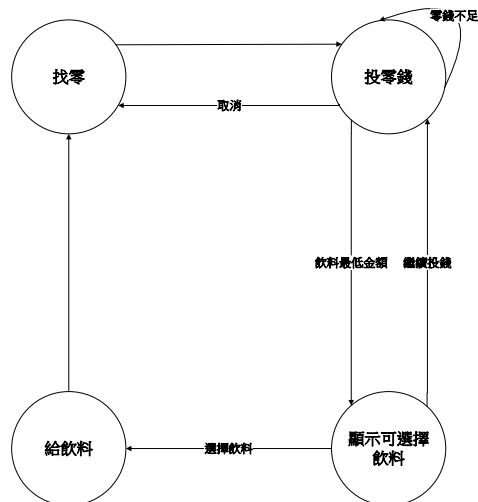 零錢不足
找零
投零錢
取消
飲料最低金額
繼續投錢
給飲料
選擇飲料
顯示可選擇
飲料